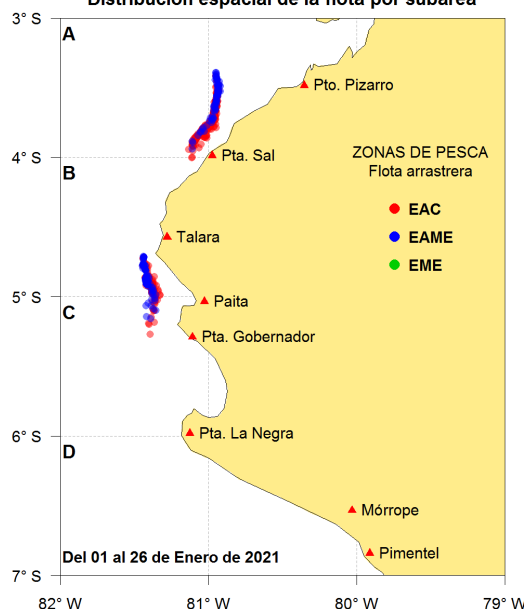 Distribución espacial de la flota por subárea
3° S
A
Pto. Pizarro
ZONAS DE PESCA
Flota arrastrera
4° S
Pta. Sal
B
EAC
Talara
EAME
EME
5° S
Paita
C
Pta. Gobernador
6° S
Pta. La Negra
D
Mórrope
Del 01 al 26 de Enero de 2021
Pimentel
7° S
82° W
81° W
80° W
79° W